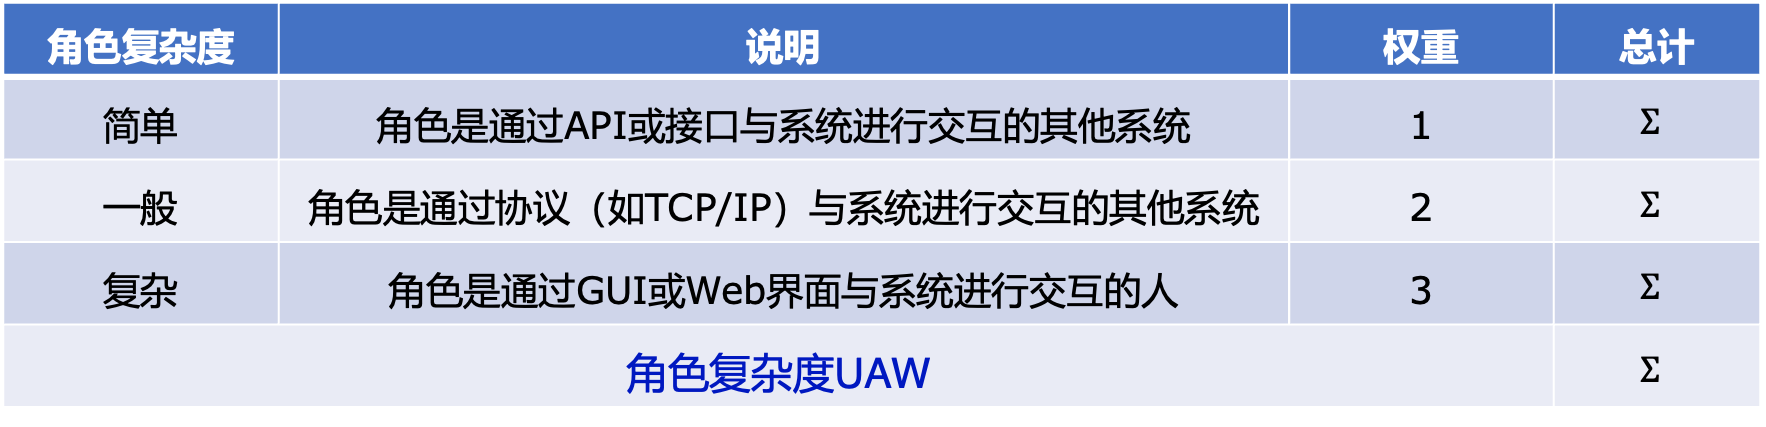 角色复杂度 说明 权重 总计
简单 角色是通过API或接口与系统进行交互的其他系统 1 Σ
一般 角色是通过协议（如TCP/IP）与系统进行交互的其他系统 2 Σ
复杂 角色是通过GUI或Web界面与系统进行交互的人 3 Σ
角色复杂度UAW Σ